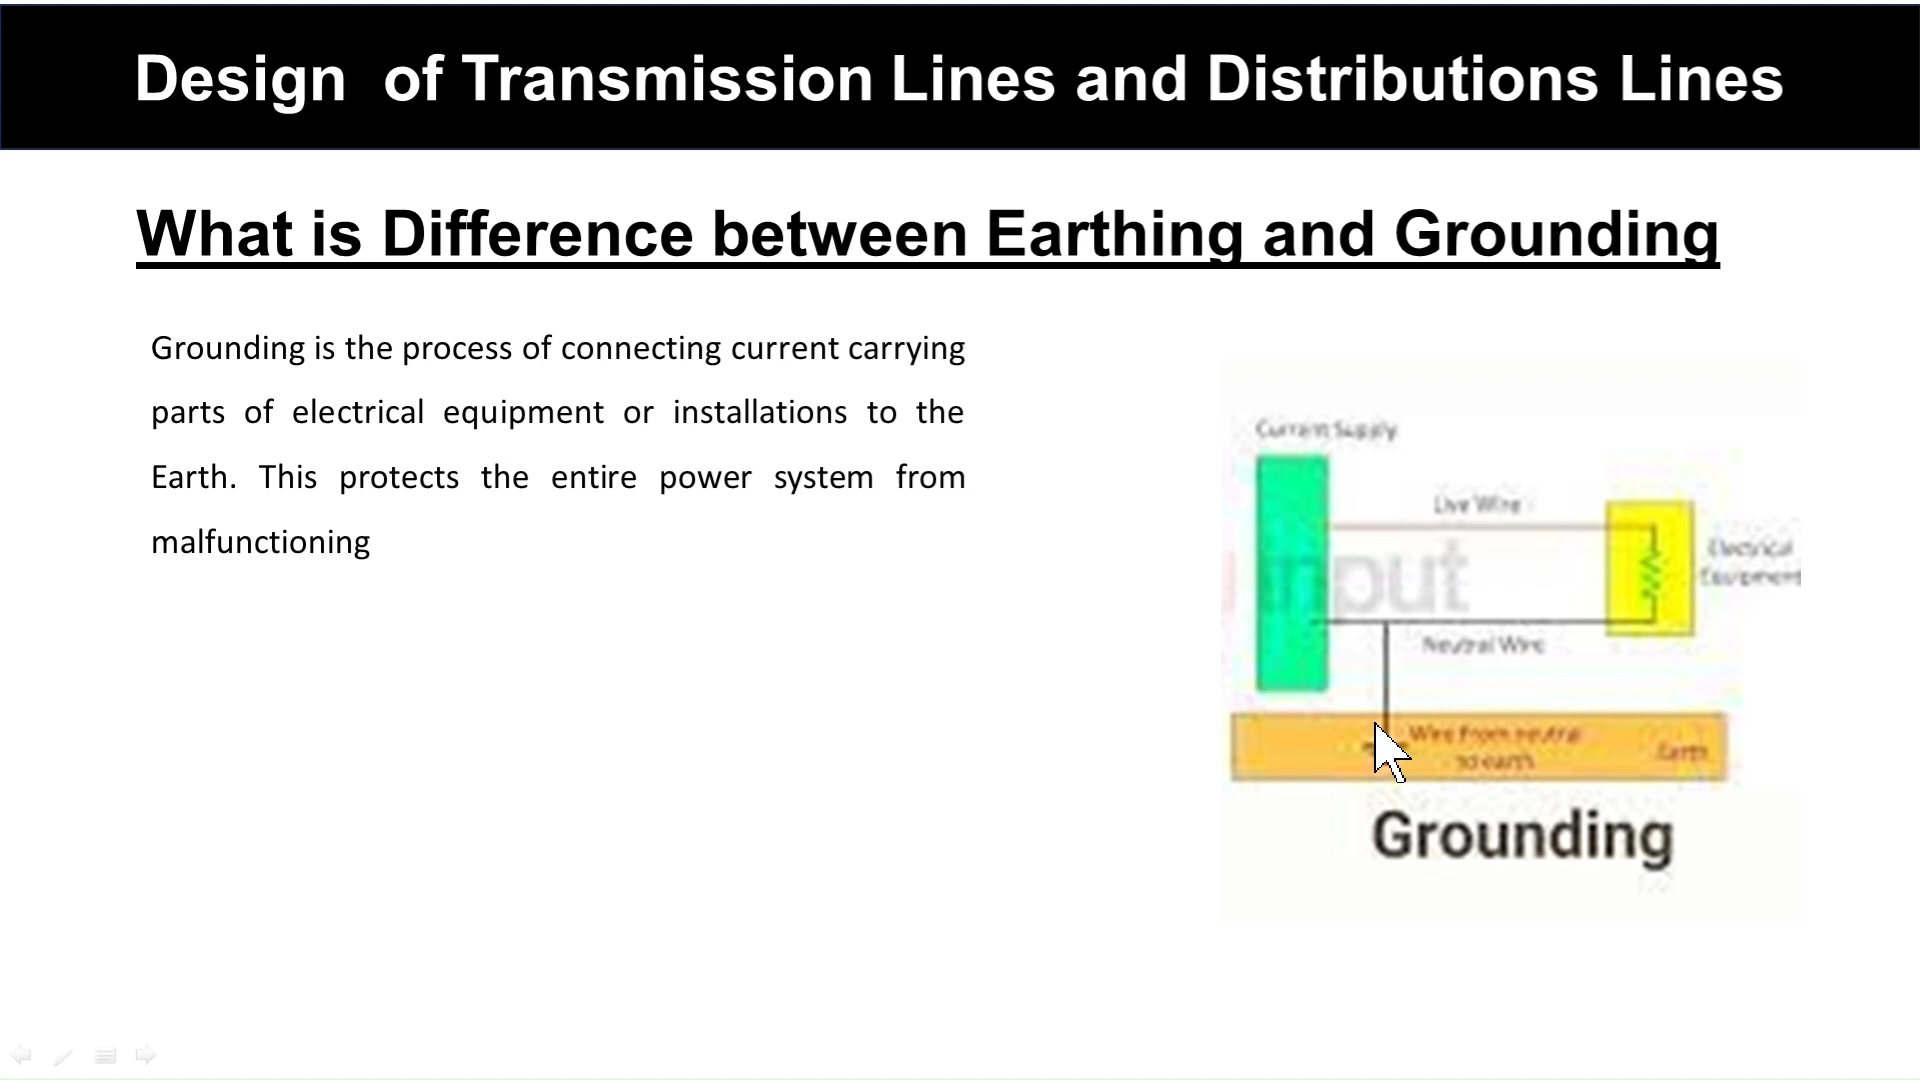 Design of Transmission Lines and Distributions Lines
What is Difference between Earthing and Grounding
Grounding is the process of connecting current carrying
parts of electrical equipment or installations to the
Earth. This protects the entire power system from
malfunctioning
Current Supply
Live Wire
Electrical
Equipment
input
Neutral Wire
Wire from neutral
to earth
Earth
Grounding